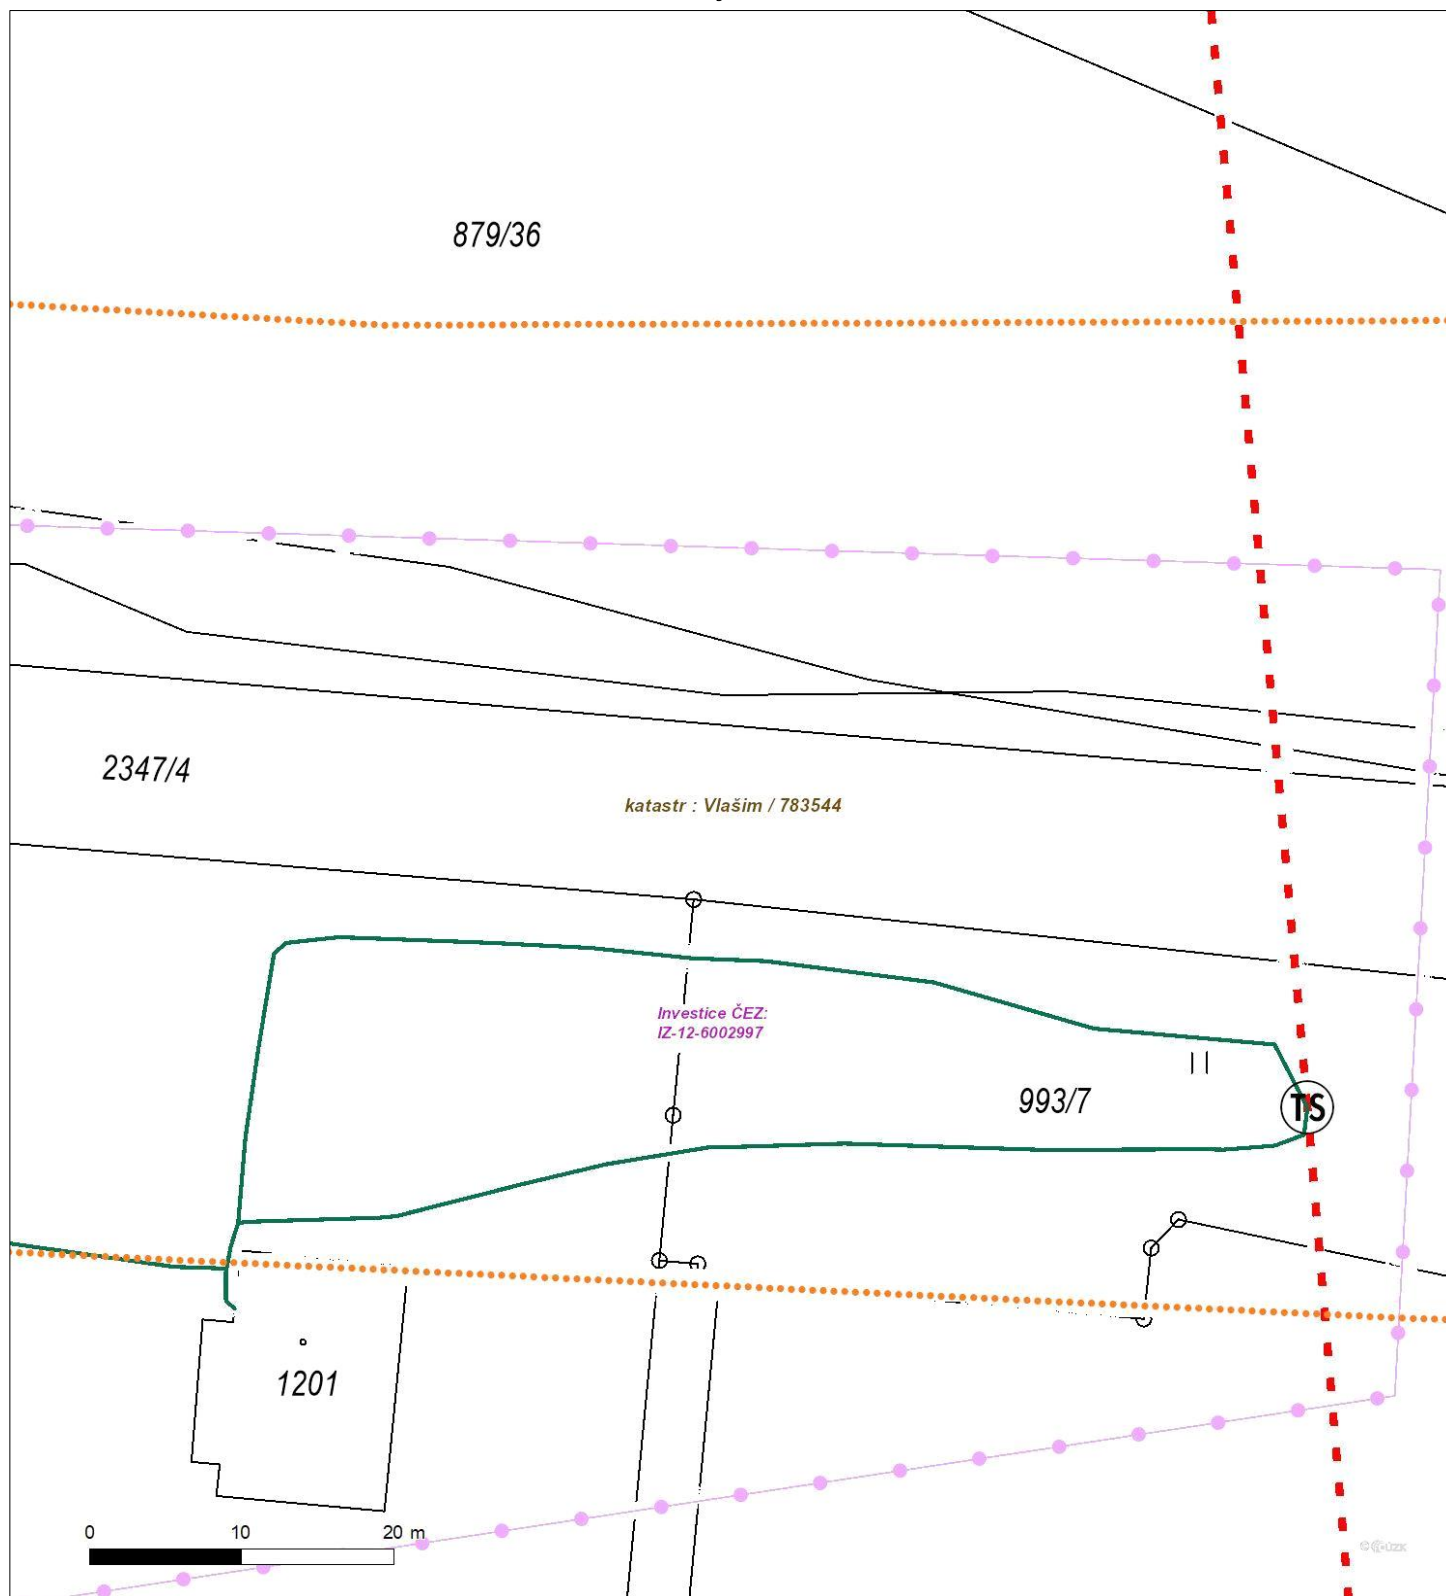 879/36
2347/4
katastr : Vlašim / 783544
Investice ČEZ:
IZ-12-6002997
993/7
TS
1201
0 10 20 m
© ČÚZK